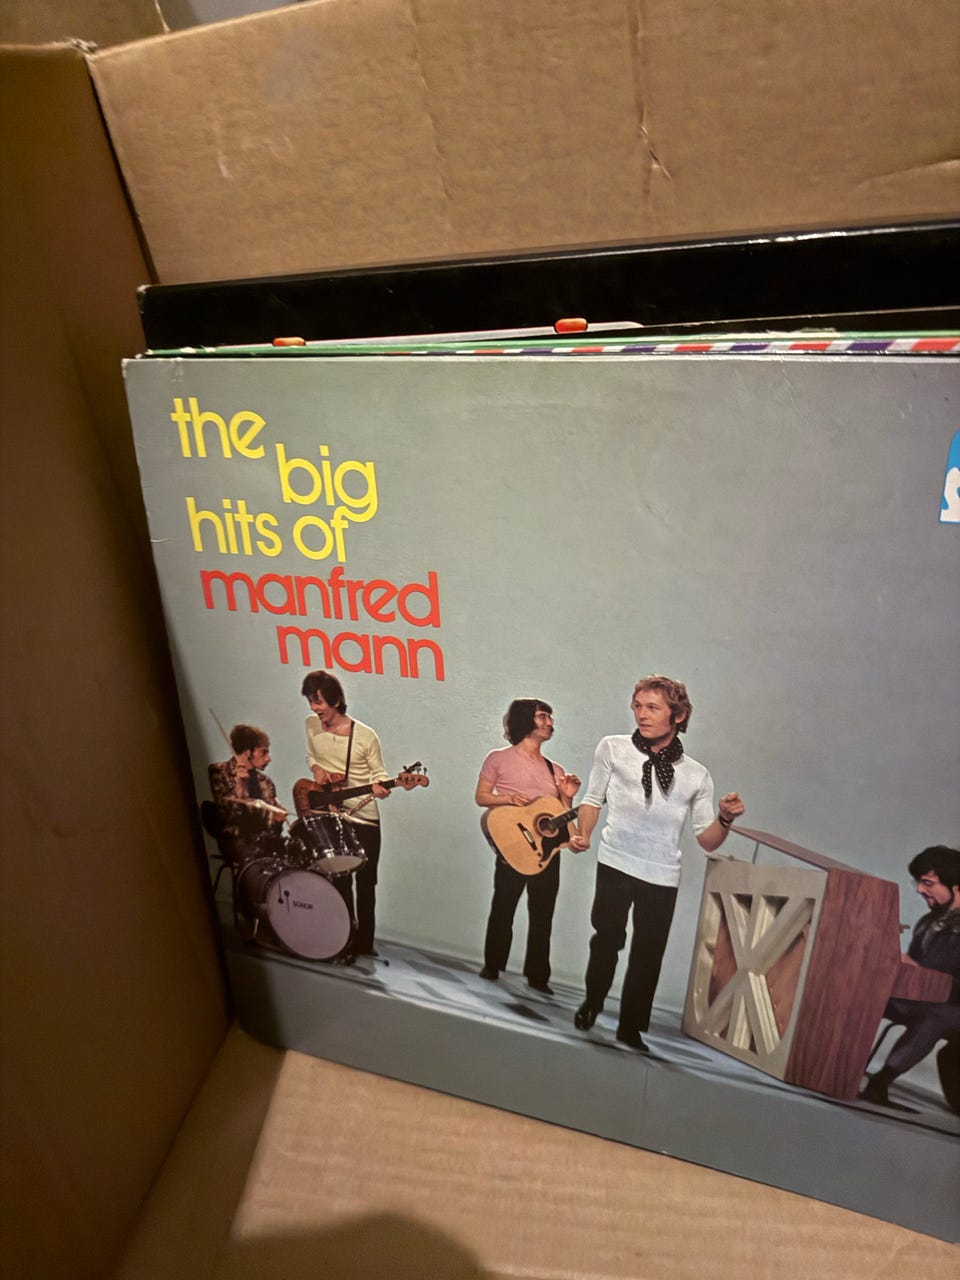 the
big
hits of
manfred
mann